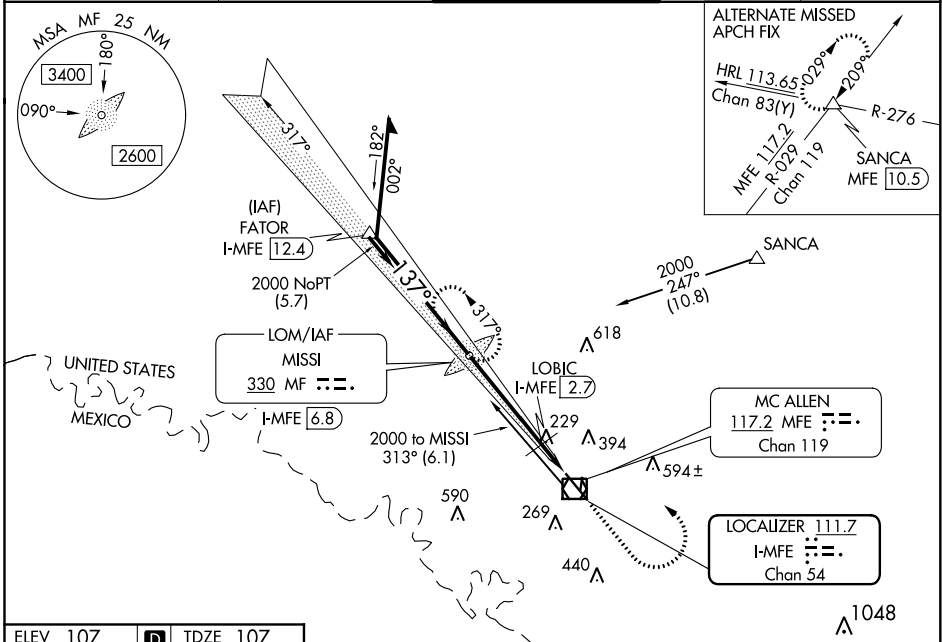 MSA MF 25 NM
180°
3400
090°
2600
ALTERNATE MISSED
APCH FIX
HRL 113.65
Chan 83(Y)
029°
209°
R-276
MFE 117.2
R-029
Chan 119
SANCA
MFE 10.5
317°
182°
002°
(IAF)
FATOR
I-MFE 12.4
2000 NoPT
(5.7)
137°
317°
SANCA
2000
247°
(10.8)
618
LOM/IAF
MISSI
330 MF
I-MFE 6.8
UNITED STATES
MEXICO
LOBIC
I-MFE 2.7
229
394
2000 to MISSI
313° (6.1)
MC ALLEN
117.2 MFE
Chan 119
594±
590
269
LOCALIZER 111.7
I-MFE
Chan 54
440
1048
ELEV 107
D
TDZE 107